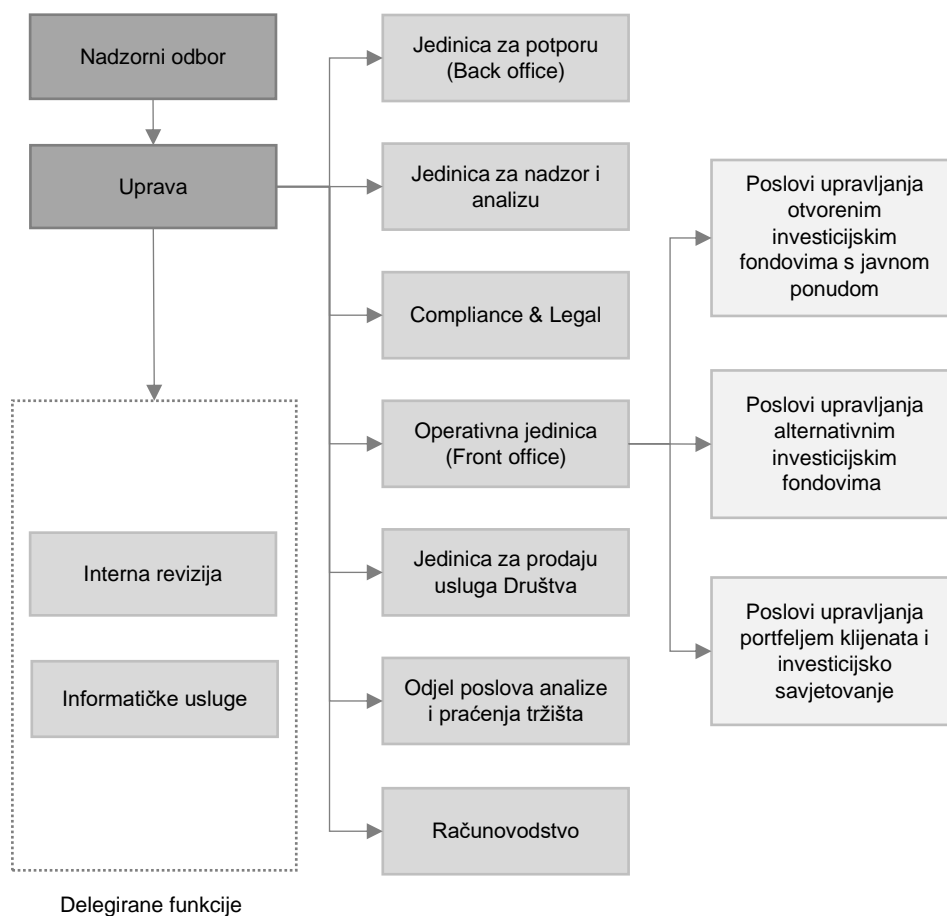 Nadzorni odbor
Uprava
Interna revizija
Informatičke usluge
Delegirane funkcije
Jedinica za potporu
(Back office)
Jedinica za nadzor i
analizu
Compliance & Legal
Operativna jedinica
(Front office)
Jedinica za prodaju
usluga Društva
Odjel poslova analize
i praćenja tržišta
Računovodstvo
Poslovi upravljanja
otvorenim
investicijskim
fondovima s javnom
ponudom
Poslovi upravljanja
alternativnim
investicijskim
fondovima
Poslovi upravljanja
portfeljem klijenata i
investicijsko
savjetovanje